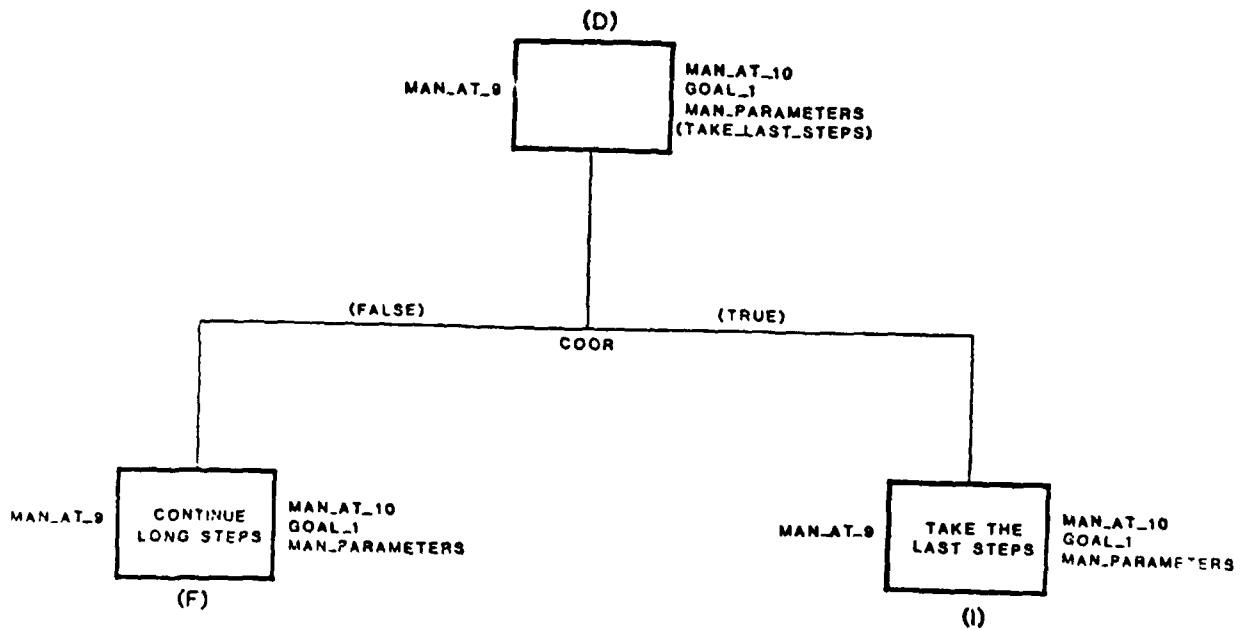 (D)
MAN_AT_9
MAN_AT_10
GOAL_1
MAN_PARAMETERS
(TAKE_LAST_STEPS)
(FALSE)
(TRUE)
COOR
MAN_AT_9
CONTINUE
LONG STEPS
MAN_AT_10
GOAL_1
MAN_PARAMETERS
(F)
MAN_AT_9
TAKE THE
LAST STEPS
MAN_AT_10
GOAL_1
MAN_PARAMETERS
(I)